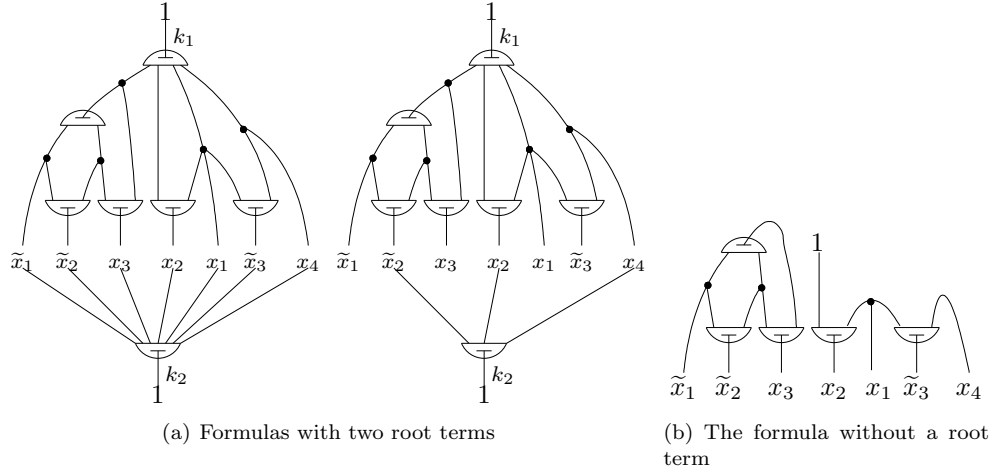 1 1
k₁ k₁
x̃₁ x̃₂ x₃ x₂ x₁ x̃₃ x₄ x̃₁ x̃₂ x₃ x₂ x₁ x̃₃ x₄
k₂ k₂
1 1
1
x̃₁ x̃₂ x₃ x₂ x₁ x̃₃ x₄
(a) Formulas with two root terms
(b) The formula without a root
term